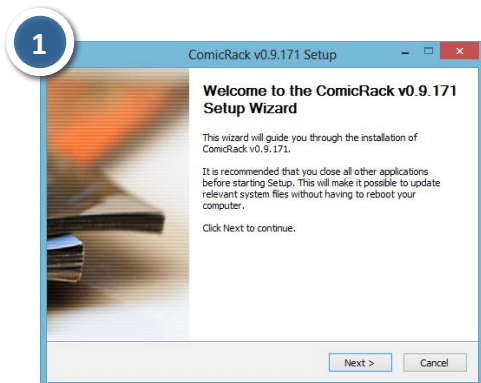 1
ComicRack v0.9.171 Setup
Welcome to the ComicRack v0.9.171
Setup Wizard
This wizard will guide you through the installation of
ComicRack v0.9.171.
It is recommended that you close all other applications
before starting Setup. This will make it possible to update
relevant system files without having to reboot your
computer.
Click Next to continue.
Next >
Cancel